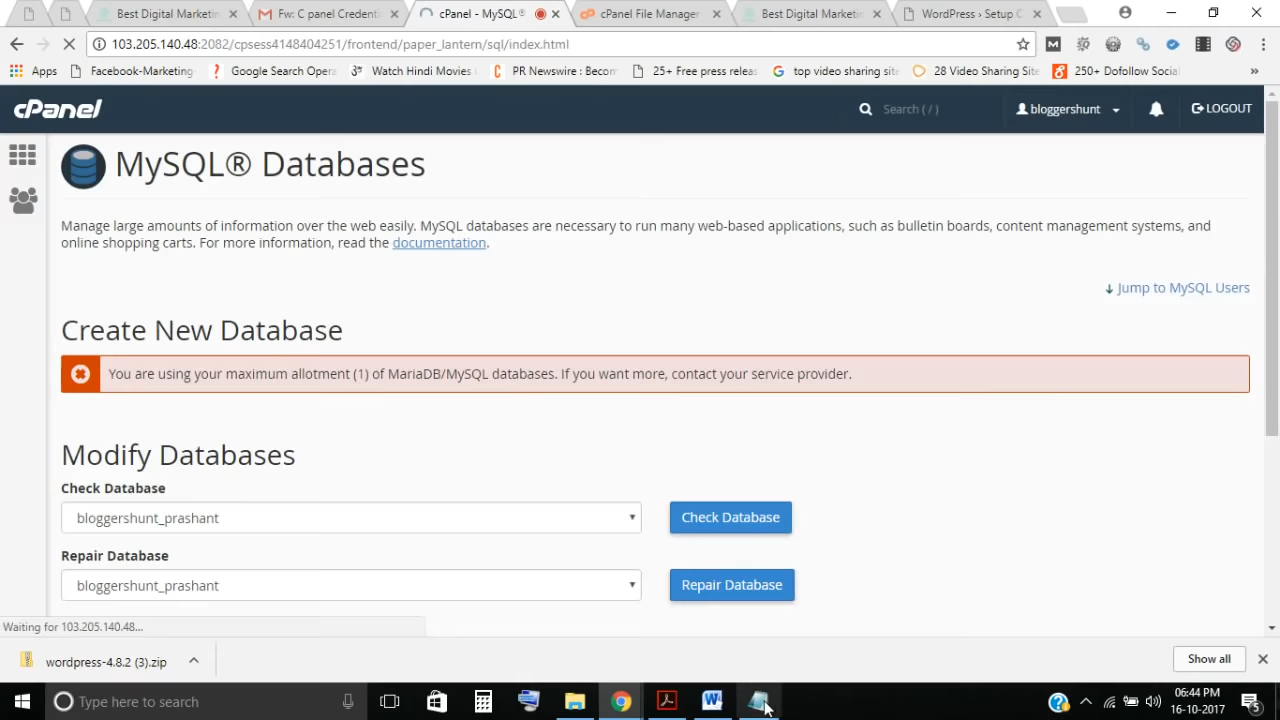 Best Digital Marketin
Fw: C panel Credenti
cPanel - MySQL®
cPanel File Manager
Best Digital Marketin
WordPress › Setup C
103.205.140.48:2082/cpsess4148404251/frontend/paper_lantern/sql/index.html
Apps
Facebook-Marketing
Google Search Opera
Watch Hindi Movies
PR Newswire : Becom
25+ Free press releas
top video sharing site
28 Video Sharing Site
250+ Dofollow Social
»
cPanel
Search ( / )
bloggershunt
LOGOUT
MySQL® Databases
Manage large amounts of information over the web easily. MySQL databases are necessary to run many web-based applications, such as bulletin boards, content management systems, and
online shopping carts. For more information, read the documentation.
Jump to MySQL Users
Create New Database
You are using your maximum allotment (1) of MariaDB/MySQL databases. If you want more, contact your service provider.
Modify Databases
Check Database
bloggershunt_prashant
Check Database
Repair Database
bloggershunt_prashant
Repair Database
Waiting for 103.205.140.48...
wordpress-4.8.2 (3).zip
Show all
Type here to search
06:44 PM
16-10-2017
5